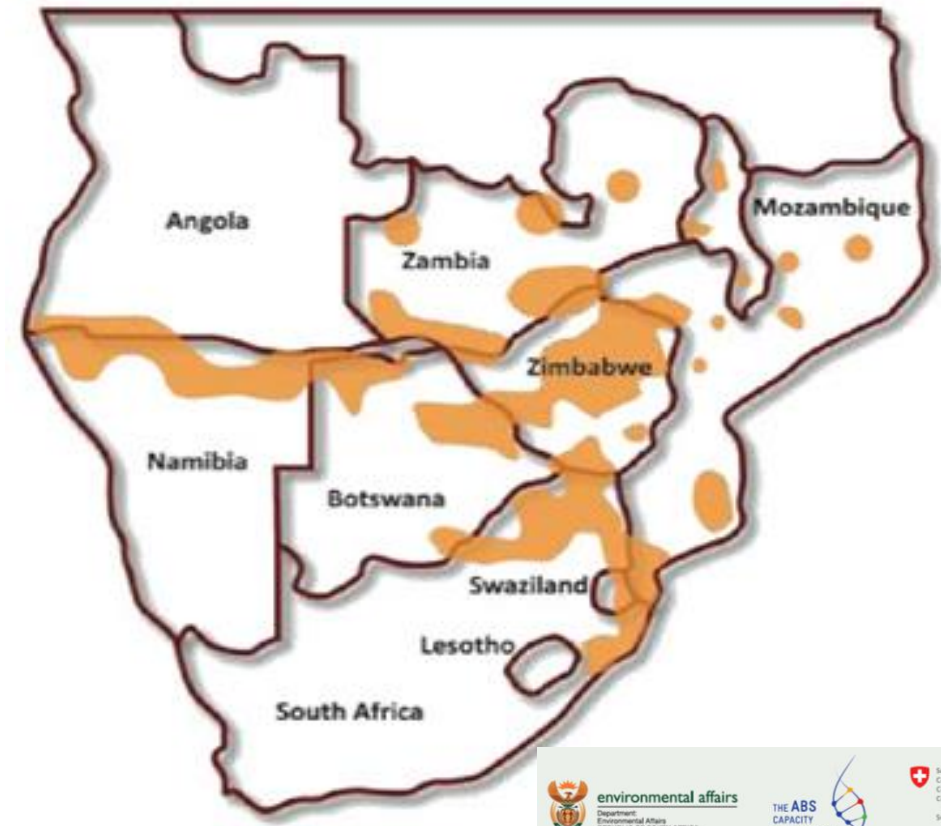 Angola
Mozambique
Zambia
Zimbabwe
Namibia
Botswana
Swaziland
Lesotho
South Africa
environmental affairs
Department:
Environmental Affairs
THE ABS
CAPACITY